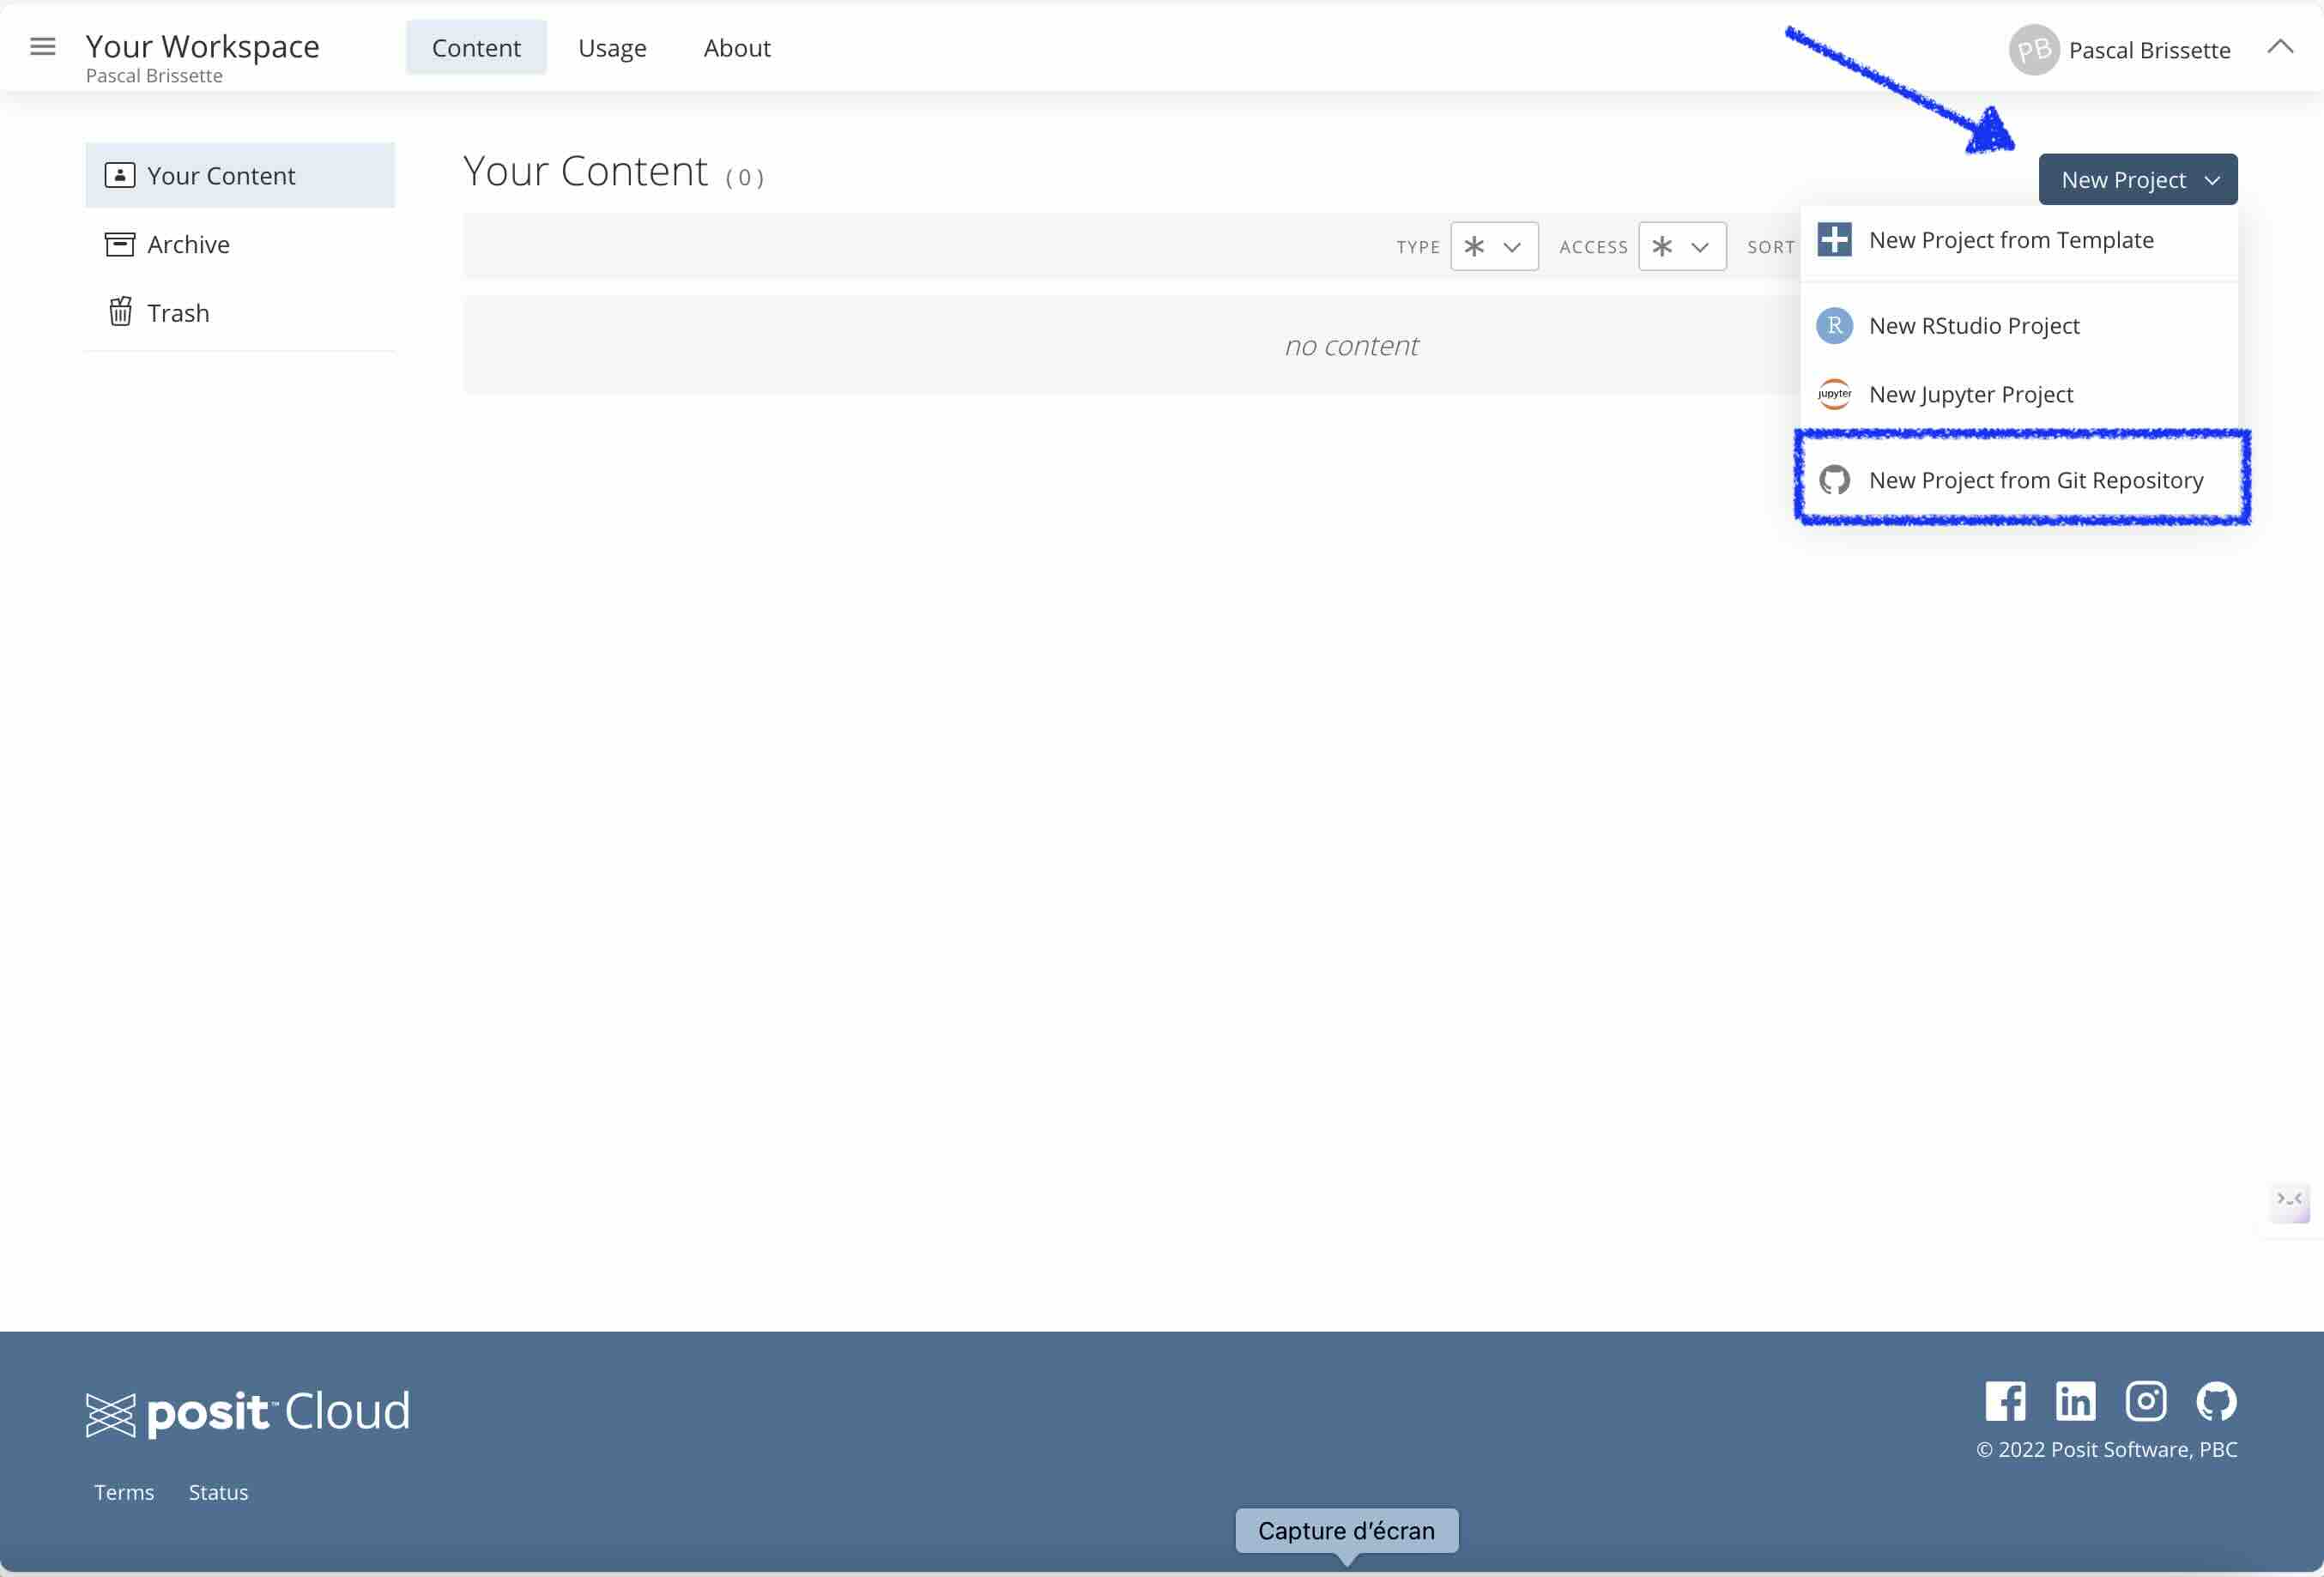 Your Workspace
Pascal Brissette
Content
Usage
About
PB
Pascal Brissette
Your Content
Archive
Trash
Your Content ( 0 )
New Project
TYPE * ACCESS * SORT
no content
New Project from Template
R New RStudio Project
jupyter New Jupyter Project
New Project from Git Repository
posit™ Cloud
© 2022 Posit Software, PBC
Terms
Status
Capture d’écran